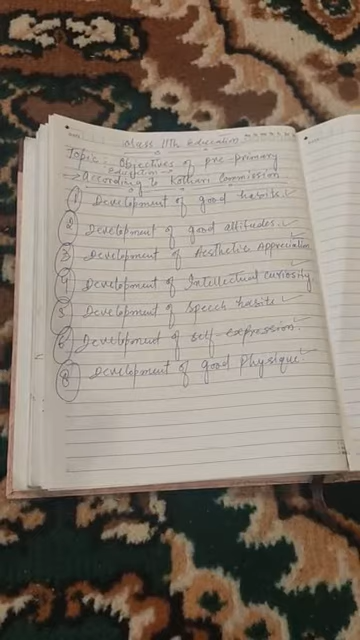 Class 11th Education
Topic:- Objectives of pre-primary
Education
→ According to Kothari Commission
1 Development of good habits. ✓
2 Development of good attitudes. ✓
3 Development of Aesthetic Appreciation
4 Development of Intellectual curiosity
5 Development of Speech habits ✓
6 Development of self-expression. ✓
8 Development of good Physique. ✓